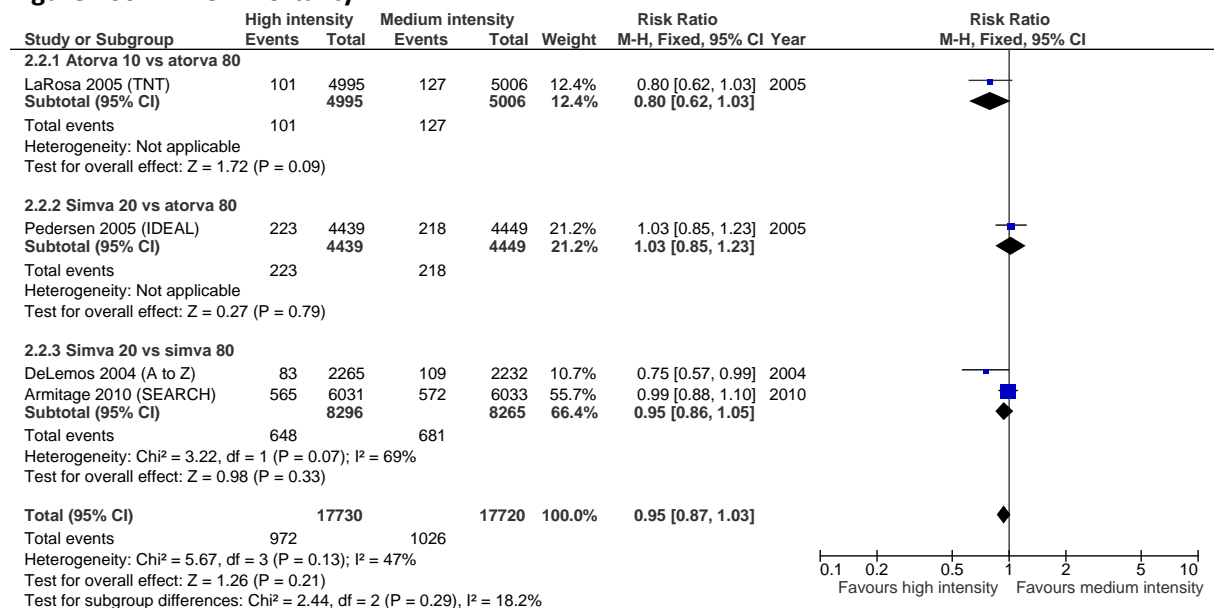 High intensity Medium intensity Risk Ratio Risk Ratio
Study or Subgroup Events Total Events Total Weight M-H, Fixed, 95% CI Year M-H, Fixed, 95% CI
2.2.1 Atorva 10 vs atorva 80
LaRosa 2005 (TNT) 101 4995 127 5006 12.4% 0.80 [0.62, 1.03] 2005
Subtotal (95% CI) 4995 5006 12.4% 0.80 [0.62, 1.03]
Total events 101 127
Heterogeneity: Not applicable
Test for overall effect: Z = 1.72 (P = 0.09)
2.2.2 Simva 20 vs atorva 80
Pedersen 2005 (IDEAL) 223 4439 218 4449 21.2% 1.03 [0.85, 1.23] 2005
Subtotal (95% CI) 4439 4449 21.2% 1.03 [0.85, 1.23]
Total events 223 218
Heterogeneity: Not applicable
Test for overall effect: Z = 0.27 (P = 0.79)
2.2.3 Simva 20 vs simva 80
DeLemos 2004 (A to Z) 83 2265 109 2232 10.7% 0.75 [0.57, 0.99] 2004
Armitage 2010 (SEARCH) 565 6031 572 6033 55.7% 0.99 [0.88, 1.10] 2010
Subtotal (95% CI) 8296 8265 66.4% 0.95 [0.86, 1.05]
Total events 648 681
Heterogeneity: Chi² = 3.22, df = 1 (P = 0.07); I² = 69%
Test for overall effect: Z = 0.98 (P = 0.33)
Total (95% CI) 17730 17720 100.0% 0.95 [0.87, 1.03]
Total events 972 1026
Heterogeneity: Chi² = 5.67, df = 3 (P = 0.13); I² = 47%
Test for overall effect: Z = 1.26 (P = 0.21)
Test for subgroup differences: Chi² = 2.44, df = 2 (P = 0.29), I² = 18.2%
0.1 0.2 0.5 1 2 5 10
Favours high intensity Favours medium intensity